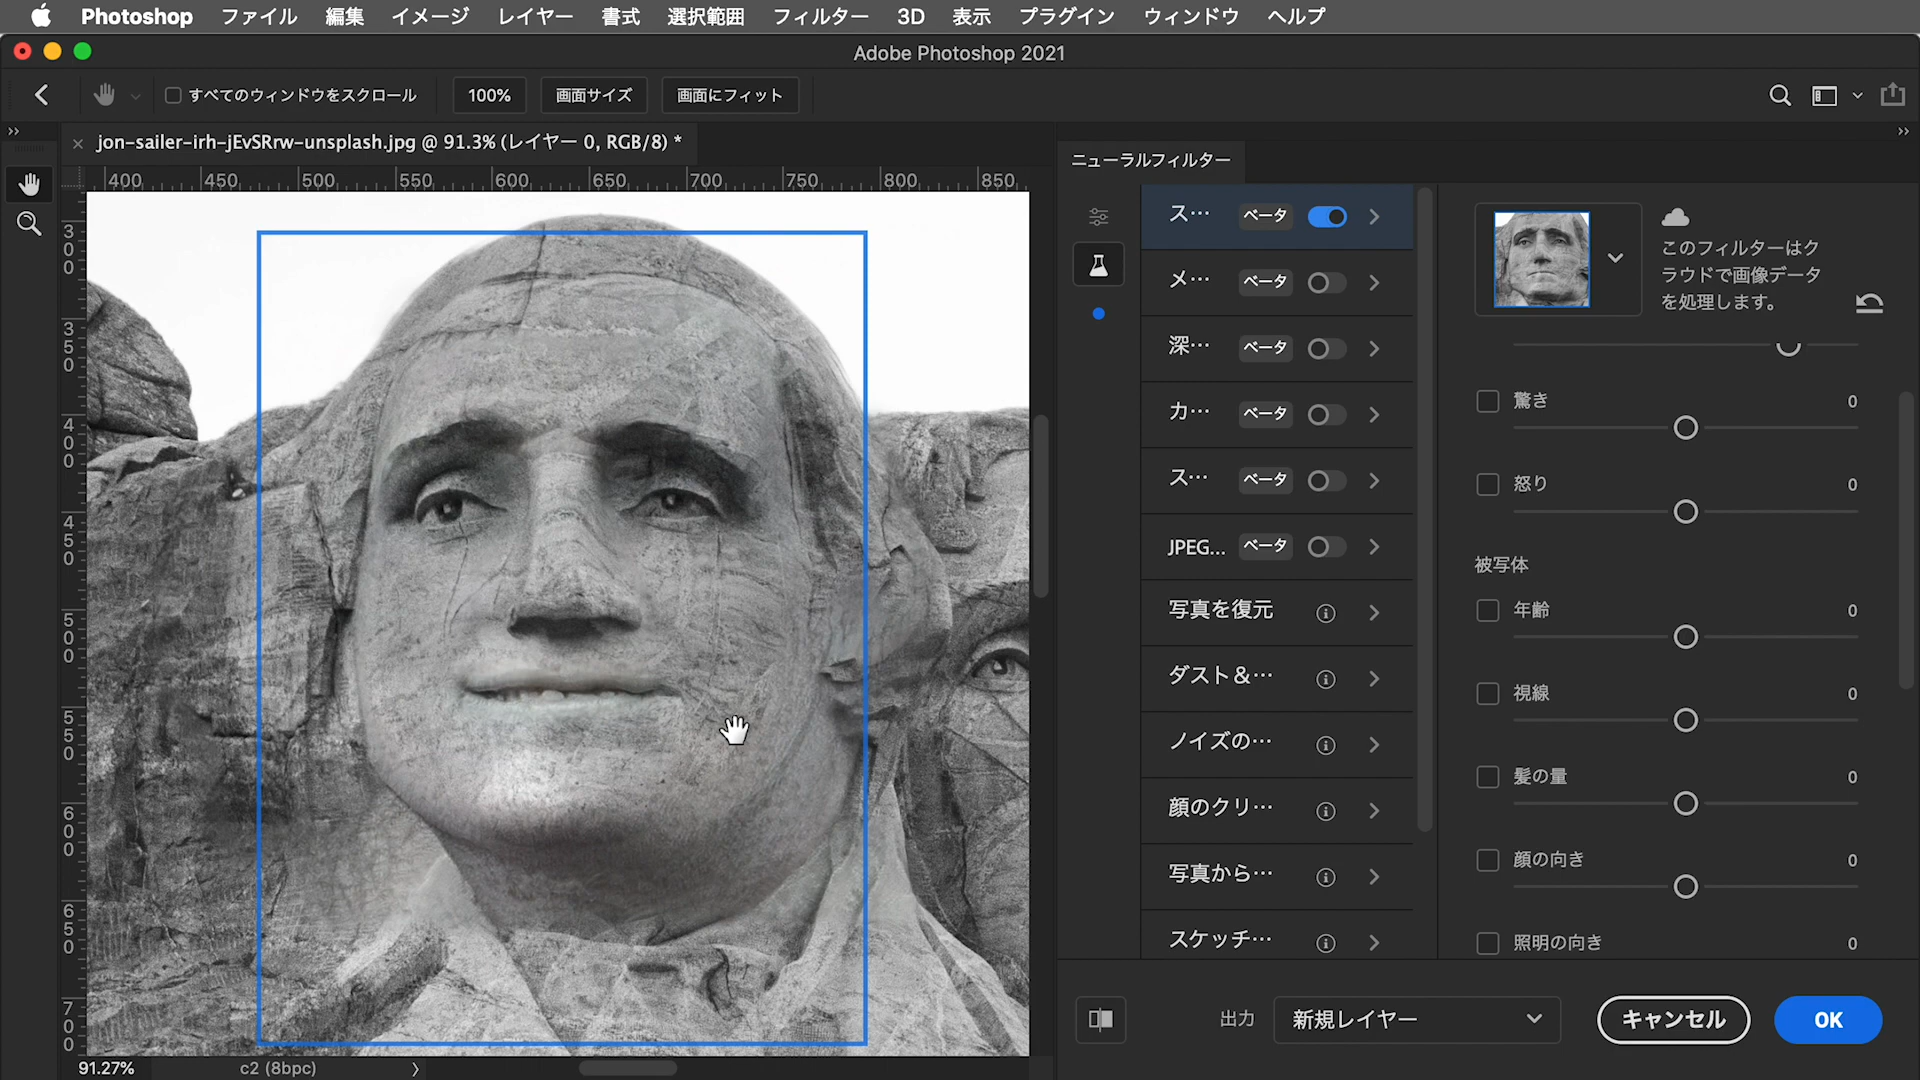 Photoshop ファイル 編集 イメージ レイヤー 書式 選択範囲 フィルター 3D 表示 プラグイン ウィンドウ ヘルプ
Adobe Photoshop 2021
すべてのウィンドウをスクロール 100% 画面サイズ 画面にフィット
jon-sailer-irh-jEvSRrw-unsplash.jpg @ 91.3% (レイヤー 0, RGB/8) *
400 450 500 550 600 650 700 750 800 850
300
350
400
450
500
550
600
650
700
91.27% c2 (8bpc)
ニューラルフィルター
ス… ベータ
メ… ベータ
深… ベータ
カ… ベータ
ス… ベータ
JPEG... ベータ
写真を復元
ダスト＆…
ノイズの…
顔のクリ…
写真から…
スケッチ…
このフィルターはク
ラウドで画像データ
を処理します。
驚き 0
怒り 0
被写体
年齢 0
視線 0
髪の量 0
顔の向き 0
照明の向き 0
出力 新規レイヤー キャンセル OK